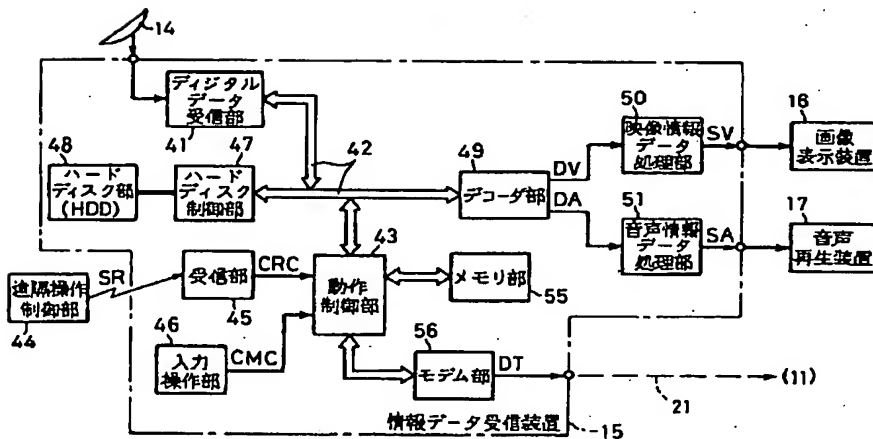 14
ディジタル
データ
受信部
41
48
ハード
ディスク部
(HDD)
47
ハード
ディスク
制御部
42
49
デコーダ部
DV
DA
50
映像情報
データ
処理部
SV
16
画像
表示装置
51
音声情報
データ
処理部
SA
17
音声
再生装置
遠隔操作
制御部
44
SR
受信部
45
CRC
43
動作
制御部
メモリ部
55
46
入力
操作部
CMC
56
モデム部
DT
21
(11)
情報データ受信装置
15